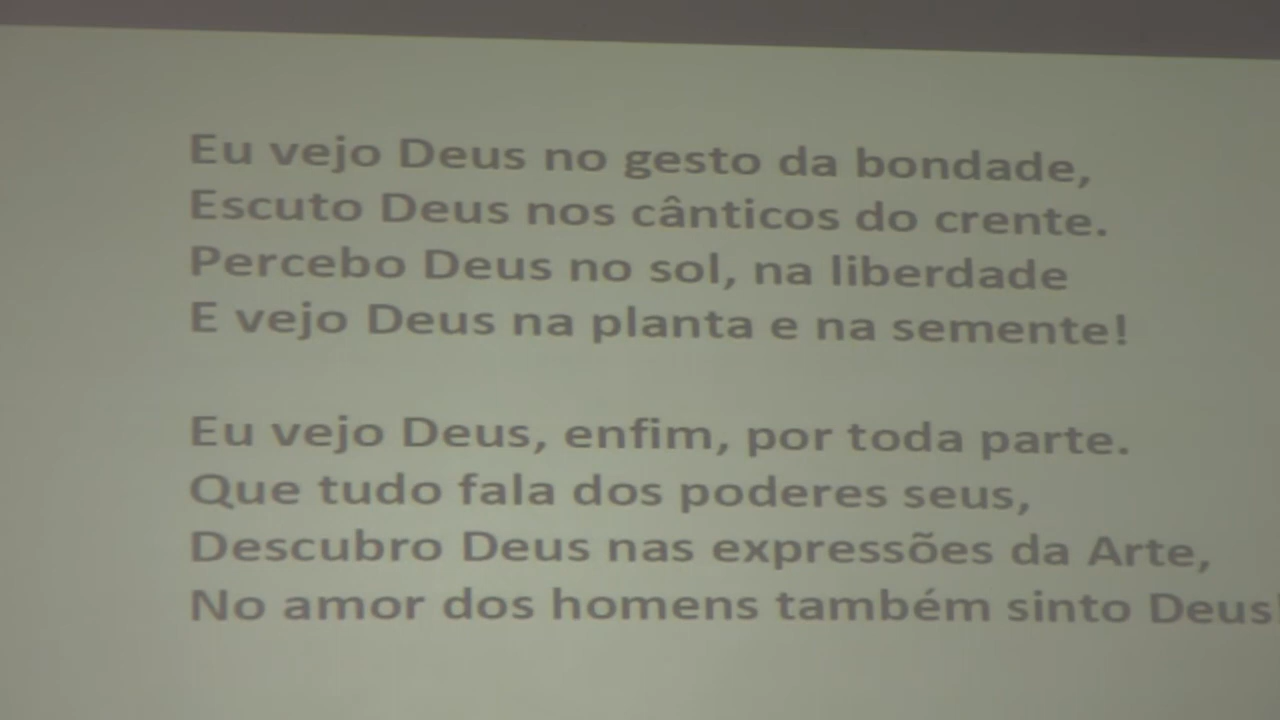 Eu vejo Deus no gesto da bondade,
Escuto Deus nos cânticos do crente.
Percebo Deus no sol, na liberdade
E vejo Deus na planta e na semente!
Eu vejo Deus, enfim, por toda parte.
Que tudo fala dos poderes seus,
Descubro Deus nas expressões da Arte,
No amor dos homens também sinto Deus!